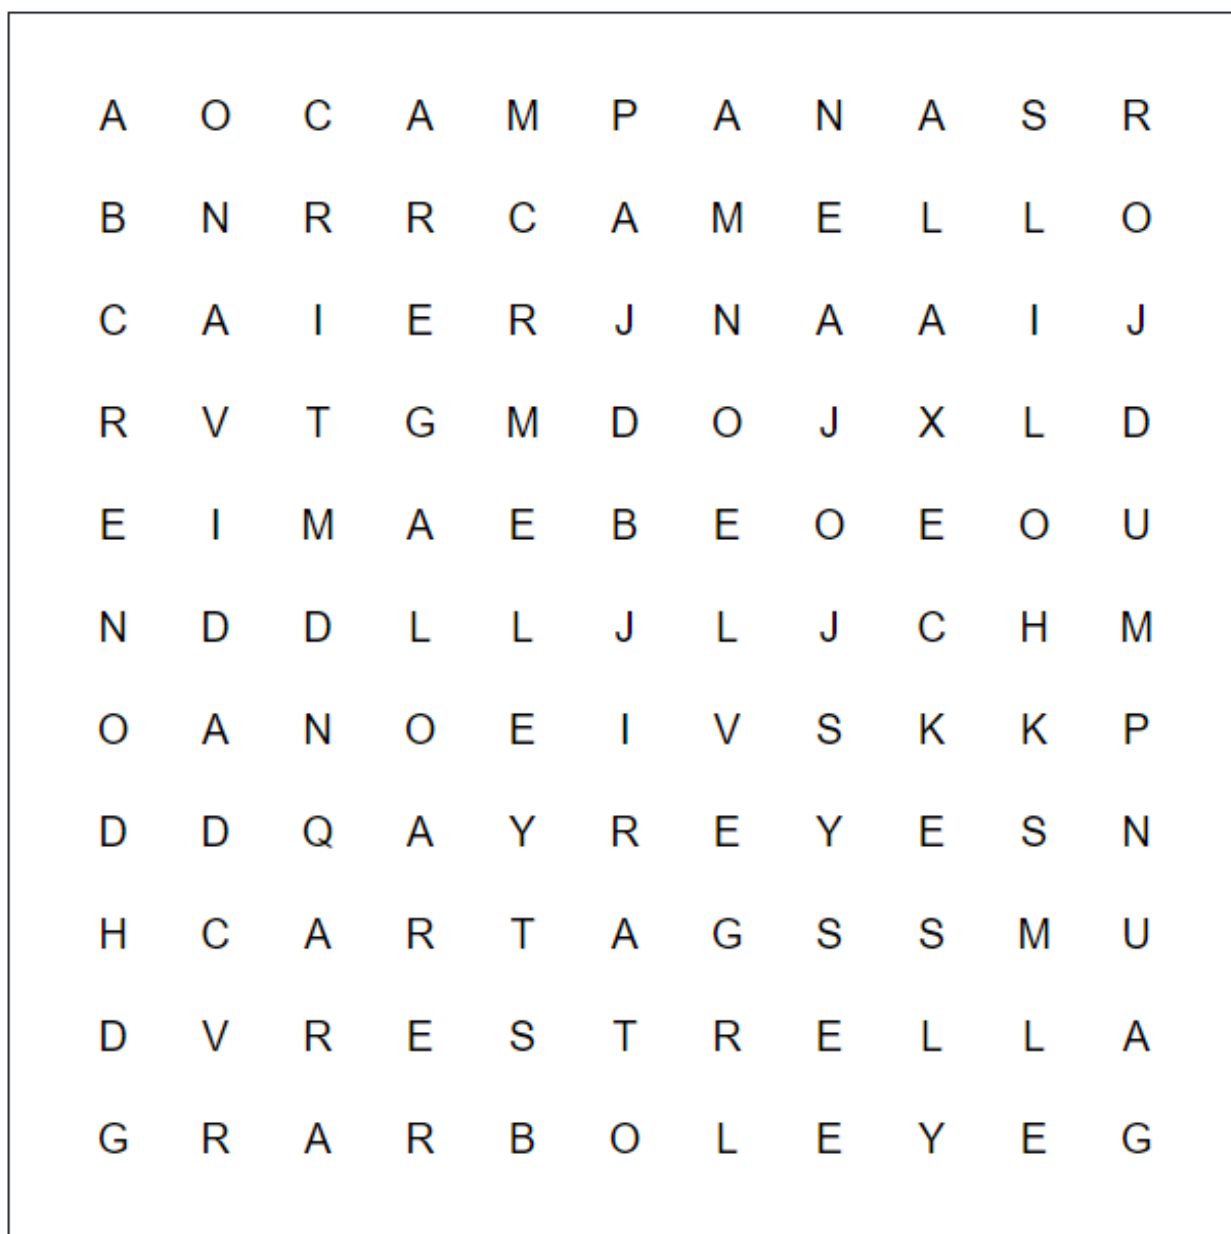 A O C A M P A N A S R
B N R R C A M E L L O
C A I E R J N A A I J
R V T G M D O J X L D
E I M A E B E O E O U
N D D L L J L J C H M
O A N O E I V S K K P
D D Q A Y R E Y E S N
H C A R T A G S S M U
D V R E S T R E L L A
G R A R B O L E Y E G